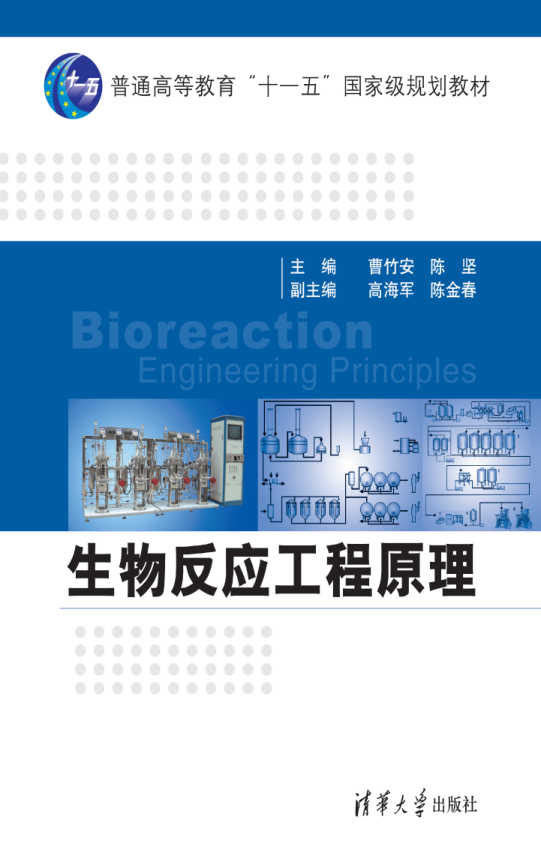 十一五
普通高等教育“十一五”国家级规划教材
主 编 曹竹安 陈 坚
副主编 高海军 陈金春
Bioreaction
Engineering Principles
生物反应工程原理
清华大学出版社